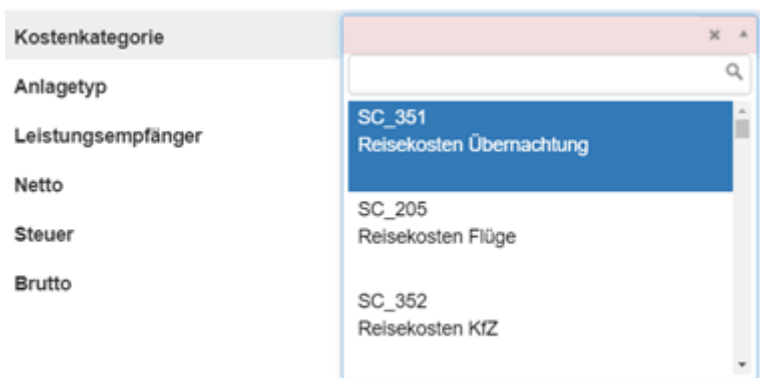 Kostenkategorie
Anlagetyp
Leistungsempfänger
Netto
Steuer
Brutto
SC_351
Reisekosten Übernachtung
SC_205
Reisekosten Flüge
SC_352
Reisekosten KfZ